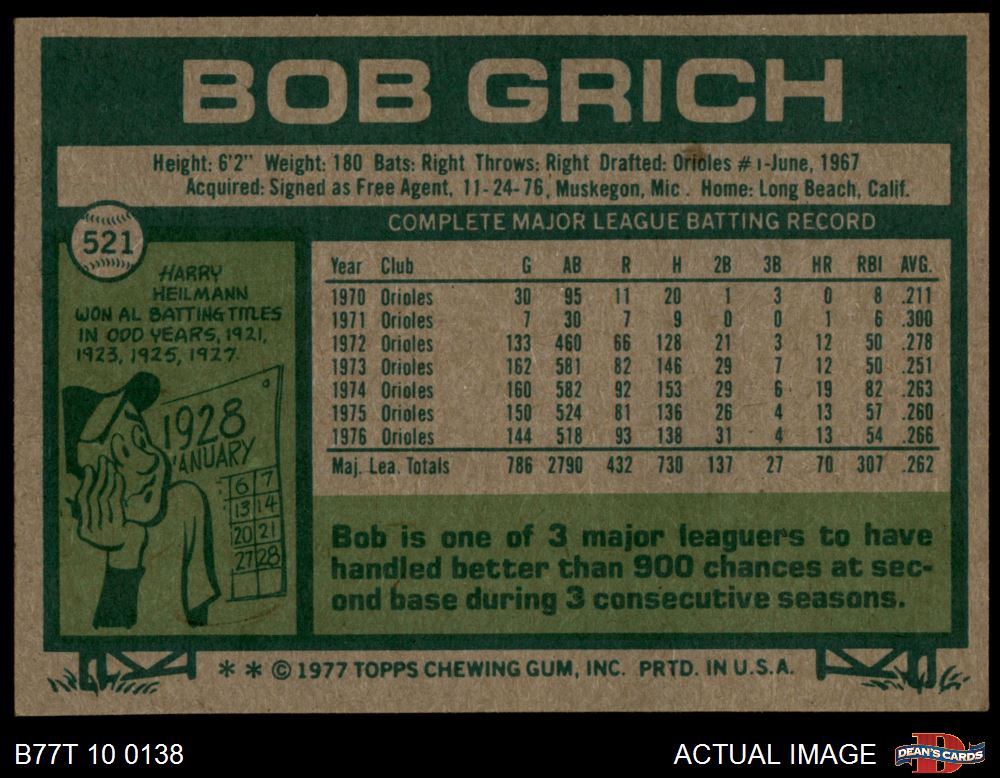 BOB GRICH
Height: 6'2" Weight: 180 Bats: Right Throws: Right Drafted: Orioles #1-June, 1967
Acquired: Signed as Free Agent, 11-24-76, Muskegon, Mic. Home: Long Beach, Calif.
521
COMPLETE MAJOR LEAGUE BATTING RECORD
HARRY
HEILMANN
WON AL BATTING TITLES
IN ODD YEARS, 1921,
1923, 1925, 1927.
1928
JANUARY
6 7
13 14
20 21
27 28
Year Club G AB R H 2B 3B HR RBI AVG.
1970 Orioles 30 95 11 20 1 3 0 8 .211
1971 Orioles 7 30 7 9 0 0 1 6 .300
1972 Orioles 133 460 66 128 21 3 12 50 .278
1973 Orioles 162 581 82 146 29 7 12 50 .251
1974 Orioles 160 582 92 153 29 6 19 82 .263
1975 Orioles 150 524 81 136 26 4 13 57 .260
1976 Orioles 144 518 93 138 31 4 13 54 .266
Maj. Lea. Totals 786 2790 432 730 137 27 70 307 .262
Bob is one of 3 major leaguers to have
handled better than 900 chances at sec-
ond base during 3 consecutive seasons.
* * © 1977 TOPPS CHEWING GUM, INC. PRTD. IN U.S.A.
B77T 10 0138
ACTUAL IMAGE
DEAN'S CARDS